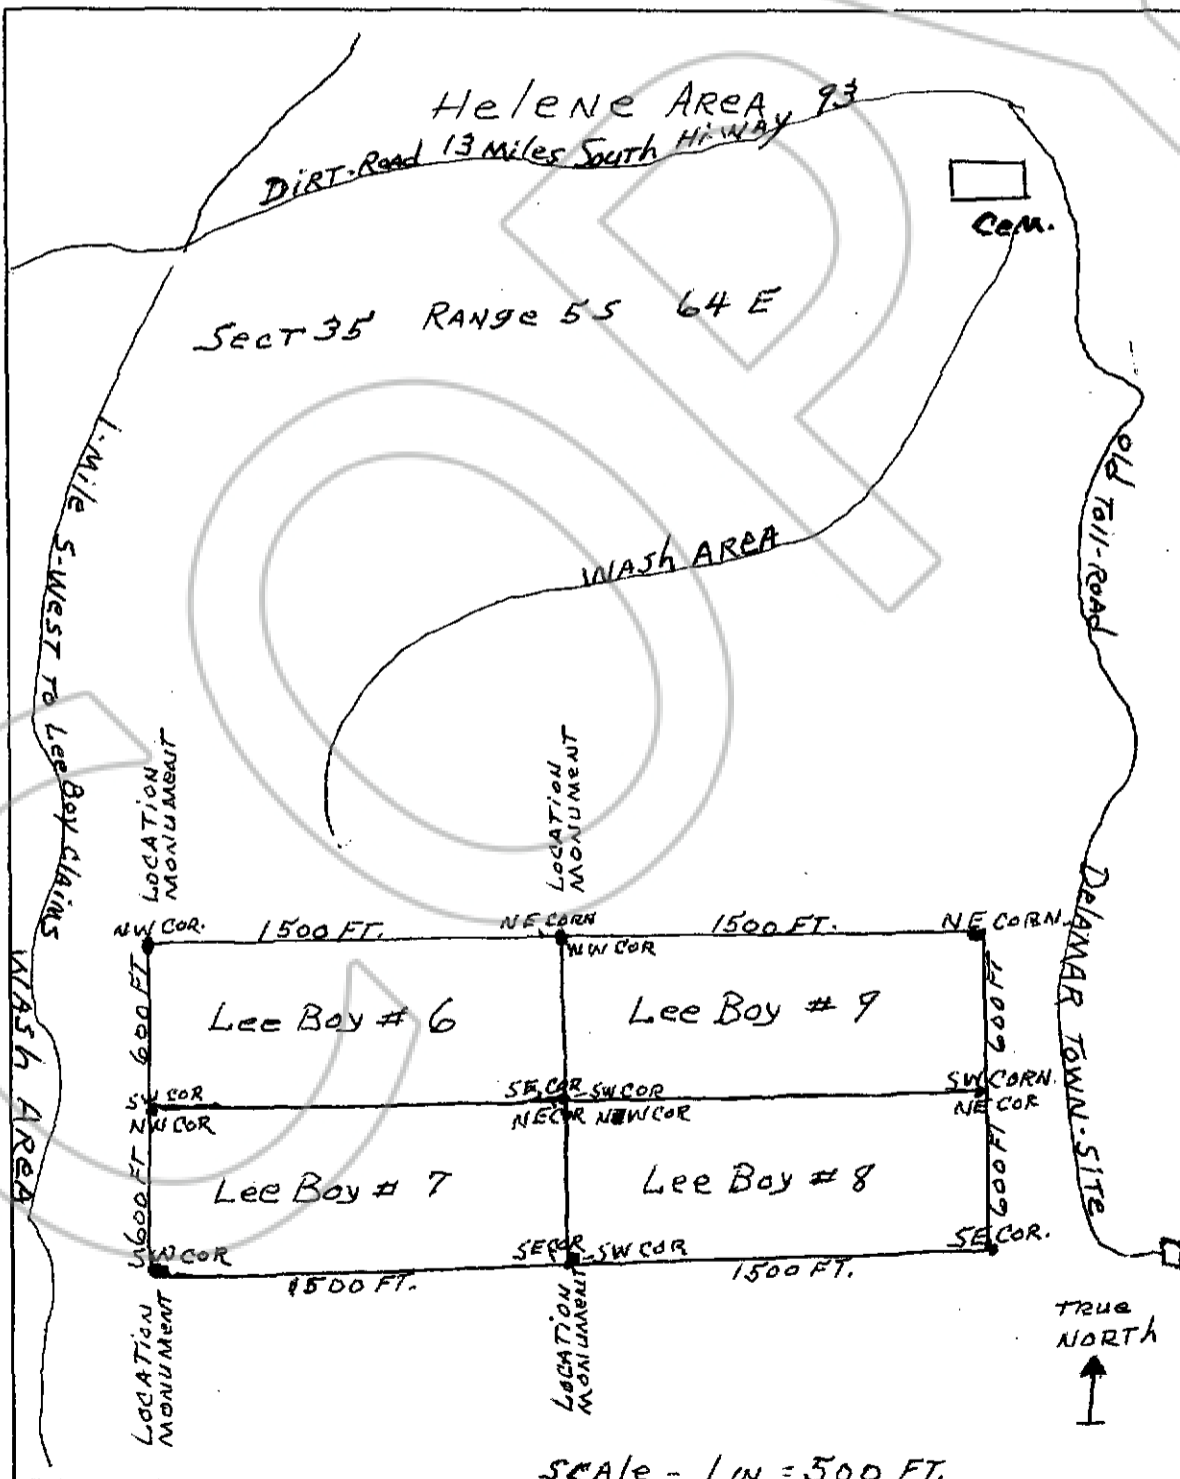 Helene Area 93
Dirt-Road 13 Miles South Hi-Way
Cem.
Sect 35 Range 5S 64 E
1-Mile S-West to Lee Boy Claims
Wash Area
Old Toll-Road
Delamar Town-Site
Wash Area
Location Monument
Location Monument
NW COR. 1500 FT. NE CORN 1500 FT. NE CORN.
NW COR
600 FT Lee Boy # 6 Lee Boy # 9 600 FT
SW COR SE COR SW COR SW CORN.
NW COR NE COR NW COR NE COR
600 FT Lee Boy # 7 Lee Boy # 8 600 FT
SW COR SE COR SW COR SE COR.
1500 FT. 1500 FT.
Location Monument
Location Monument
True North
Scale - 1 in = 500 FT.
COPY